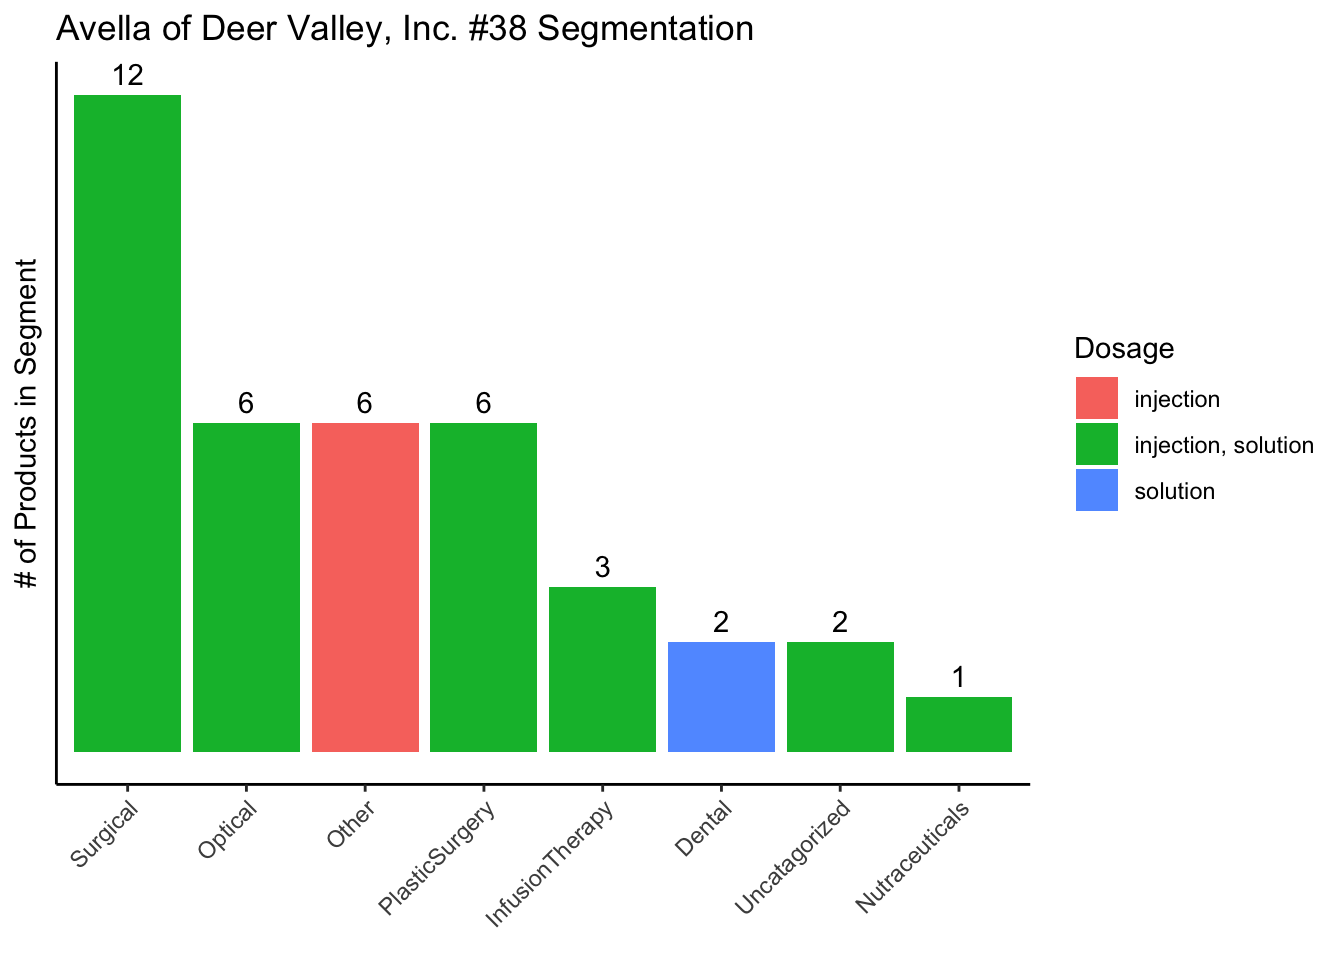 Avella of Deer Valley, Inc. #38 Segmentation
12
6
6
6
3
2
2
1
# of Products in Segment
Surgical
Optical
Other
PlasticSurgery
InfusionTherapy
Dental
Uncatagorized
Nutraceuticals
Dosage
injection
injection, solution
solution